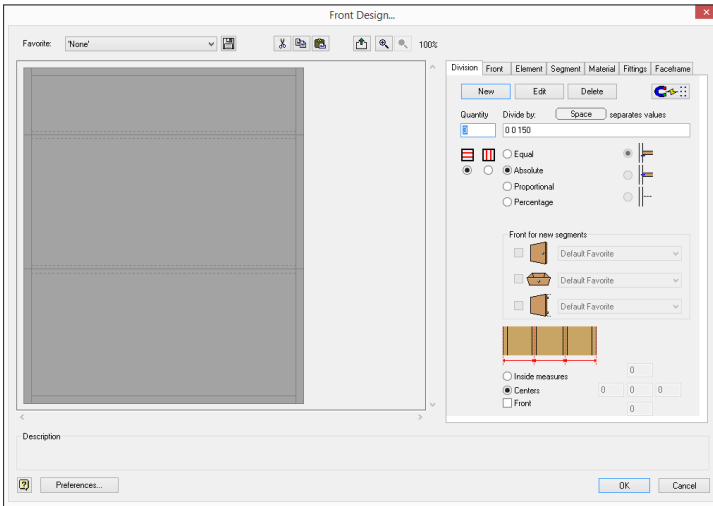 Front Design...
Favorite: 'None' 100%
Division Front Element Segment Material Fittings Faceframe
New Edit Delete
Quantity Divide by: Space separates values
3 0 0 150
Equal
Absolute
Proportional
Percentage
Front for new segments
Default Favorite
Default Favorite
Default Favorite
Inside measures 0
Centers 0 0 0
Front 0
Description
Preferences... OK Cancel